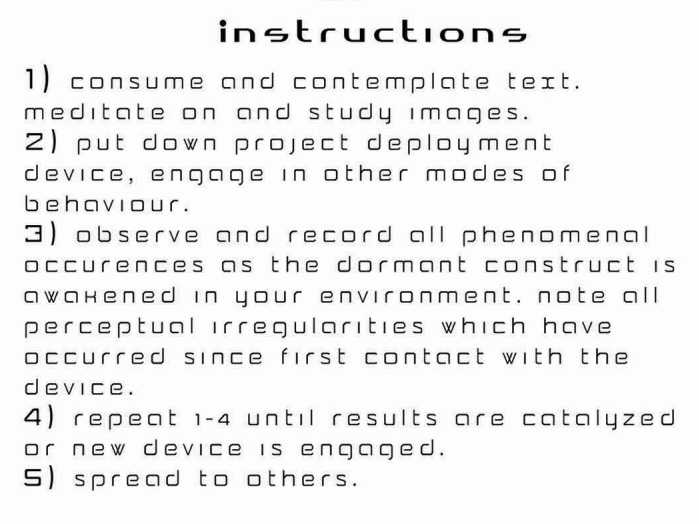 instructions
1) consume and contemplate text.
meditate on and study images.
2) put down project deployment
device, engage in other modes of
behaviour.
3) observe and record all phenomenal
occurences as the dormant construct is
awakened in your environment. note all
perceptual irregularities which have
occurred since first contact with the
device.
4) repeat 1-4 until results are catalyzed
or new device is engaged.
5) spread to others.